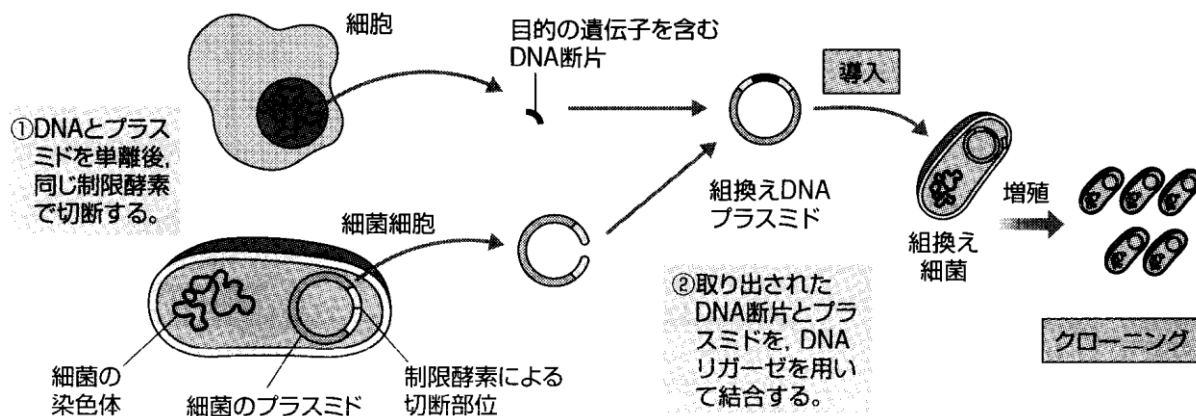 細胞
目的の遺伝子を含む
DNA断片
導入
①DNAとプラス
ミドを単離後,
同じ制限酵素
で切断する。
組換えDNA
プラスミド
細菌細胞
組換え
細菌
増殖
②取り出された
DNA断片とプラ
スミドを, DNA
リガーゼを用い
て結合する。
クローニング
細菌の
染色体
細菌のプラスミド
制限酵素による
切断部位